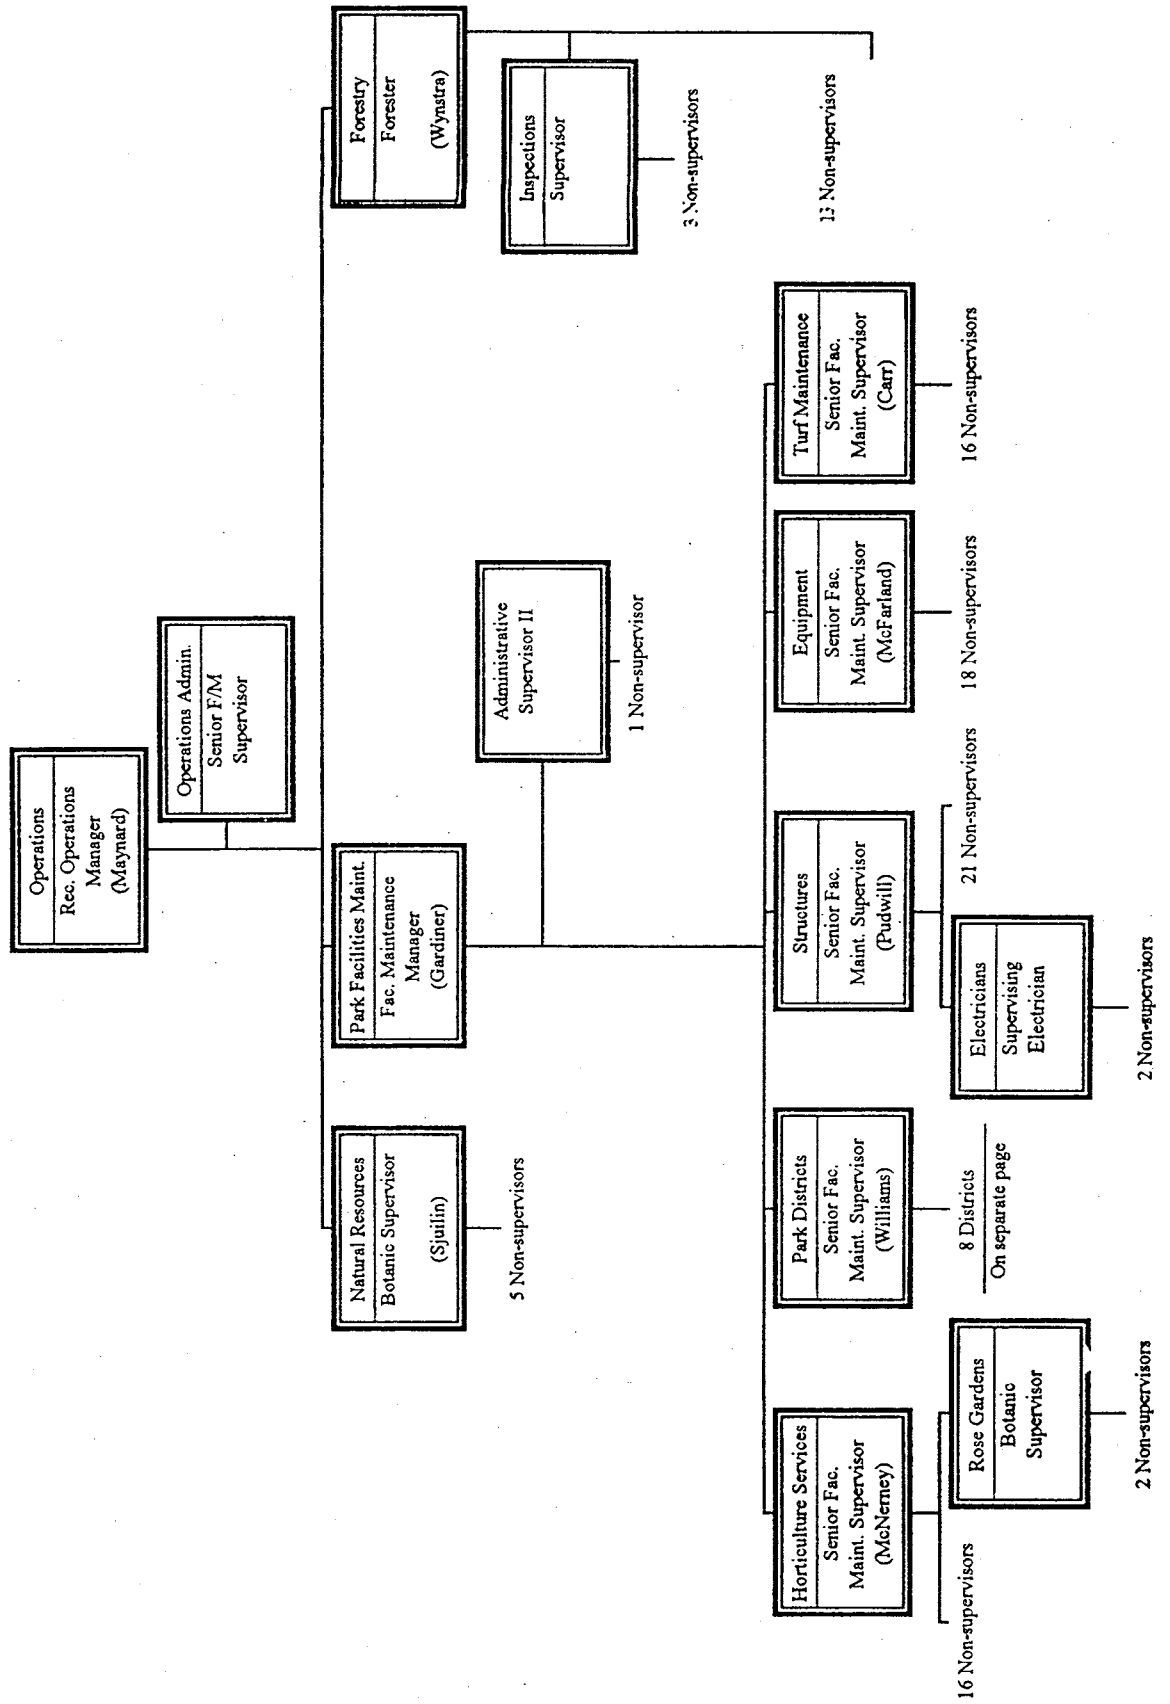 Operations
Rec. Operations
Manager
(Maynard)
Operations Admin.
Senior F/M
Supervisor
Natural Resources
Botanic Supervisor
(Sjuilin)
5 Non-supervisors
Park Facilities Maint.
Fac. Maintenance
Manager
(Gardiner)
Forestry
Forester
(Wynstra)
Inspections
Supervisor
3 Non-supervisors
13 Non-supervisors
Administrative
Supervisor II
1 Non-supervisor
Horticulture Services
Senior Fac.
Maint. Supervisor
(McNerney)
16 Non-supervisors
Rose Gardens
Botanic
Supervisor
2 Non-supervisors
Park Districts
Senior Fac.
Maint. Supervisor
(Williams)
8 Districts
On separate page
Structures
Senior Fac.
Maint. Supervisor
(Pudwill)
Electricians
Supervising
Electrician
2 Non-supervisors
21 Non-supervisors
Equipment
Senior Fac.
Maint. Supervisor
(McFarland)
18 Non-supervisors
Turf Maintenance
Senior Fac.
Maint. Supervisor
(Carr)
16 Non-supervisors